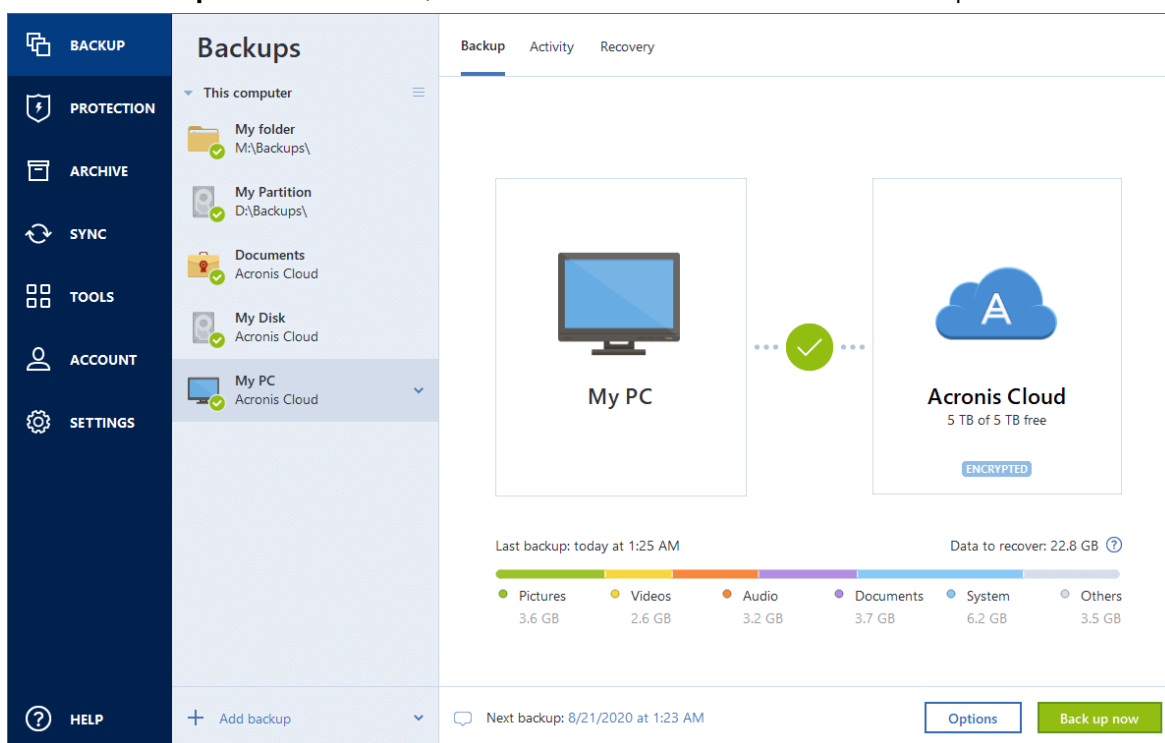 BACKUP
PROTECTION
ARCHIVE
SYNC
TOOLS
ACCOUNT
SETTINGS
HELP
Backups
This computer
My folder
M:\Backups\
My Partition
D:\Backups\
Documents
Acronis Cloud
My Disk
Acronis Cloud
My PC
Acronis Cloud
Add backup
Backup Activity Recovery
My PC
A
Acronis Cloud
5 TB of 5 TB free
ENCRYPTED
Last backup: today at 1:25 AM Data to recover: 22.8 GB ?
Pictures Videos Audio Documents System Others
3.6 GB 2.6 GB 3.2 GB 3.7 GB 6.2 GB 3.5 GB
Next backup: 8/21/2020 at 1:23 AM Options Back up now